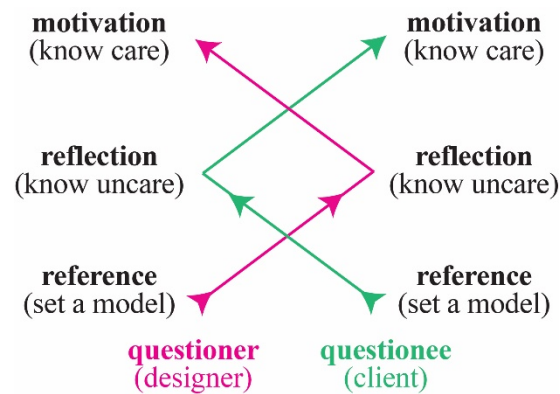 motivation
(know care)
motivation
(know care)
reflection
(know uncare)
reflection
(know uncare)
reference
(set a model)
reference
(set a model)
questioner
(designer)
questionee
(client)